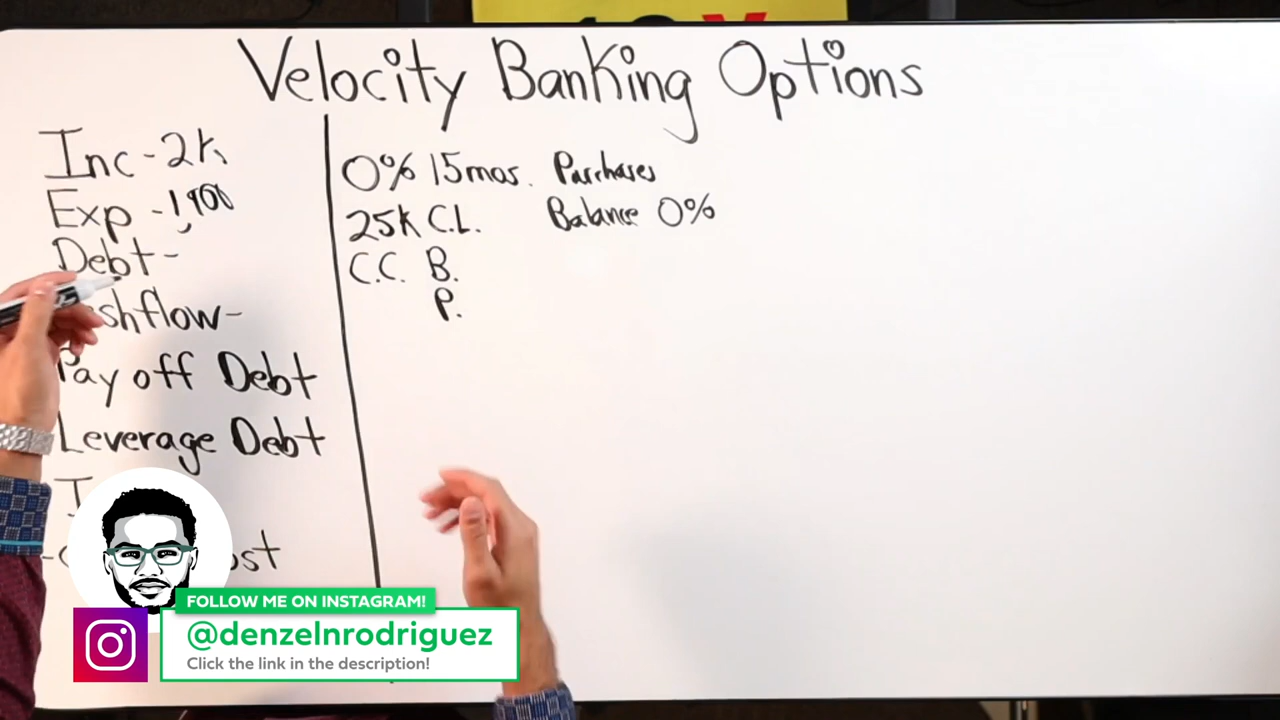 Velocity Banking Options
Inc - 2K
Exp - 1,900
Debt -
shflow -
Pay off Debt
Leverage Debt
0% 15mos. Purchases
25K C.L. Balance 0%
C.C. B.
P.
FOLLOW ME ON INSTAGRAM!
@denzelnrodriguez
Click the link in the description!